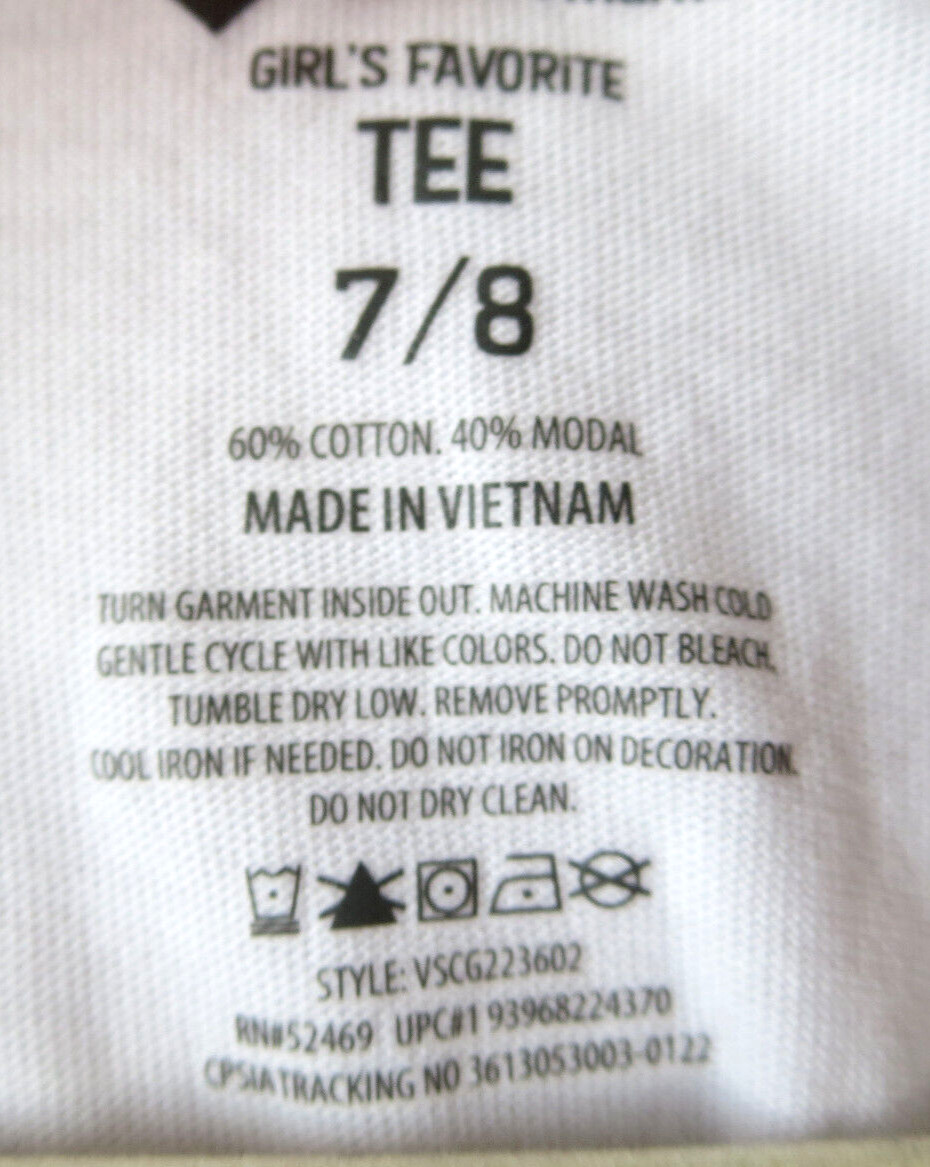 GIRL'S FAVORITE
TEE
7/8
60% COTTON. 40% MODAL
MADE IN VIETNAM
TURN GARMENT INSIDE OUT. MACHINE WASH COLD
GENTLE CYCLE WITH LIKE COLORS. DO NOT BLEACH.
TUMBLE DRY LOW. REMOVE PROMPTLY.
COOL IRON IF NEEDED. DO NOT IRON ON DECORATION.
DO NOT DRY CLEAN.
STYLE: VSCG223602
RN#52469 UPC#1 93968224370
CPSIA TRACKING NO 3613053003-0122